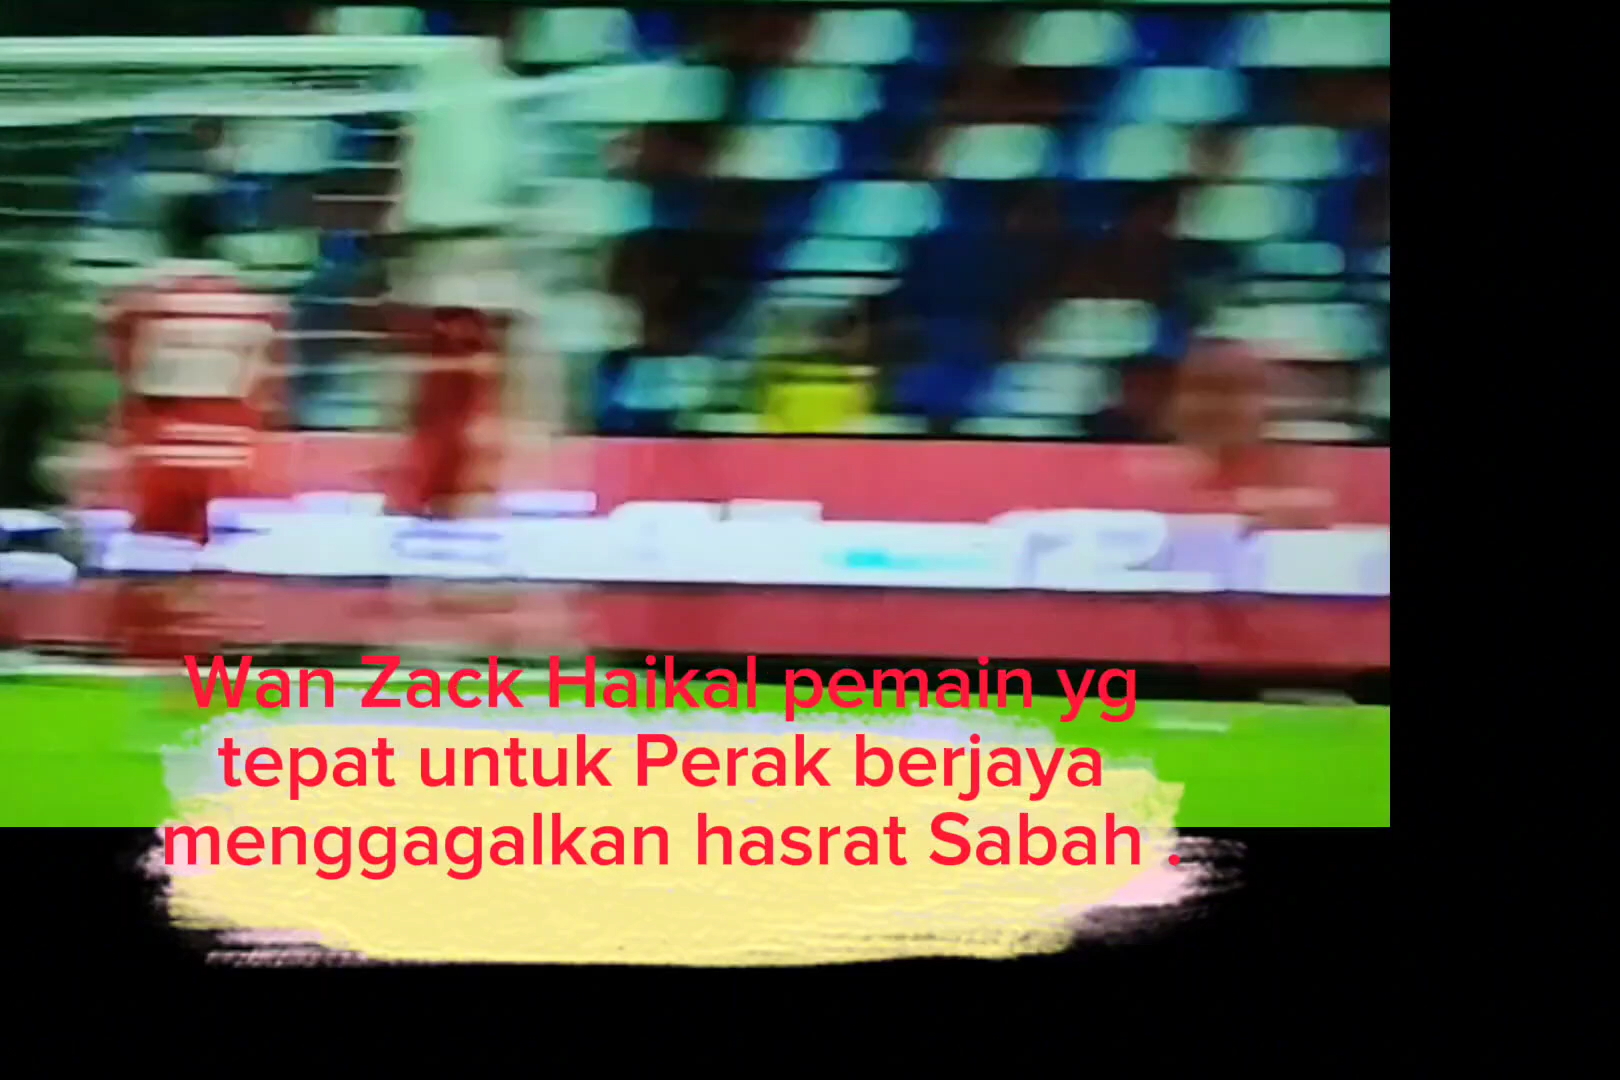 Wan Zack Haikal pemain yg
tepat untuk Perak berjaya
menggagalkan hasrat Sabah .